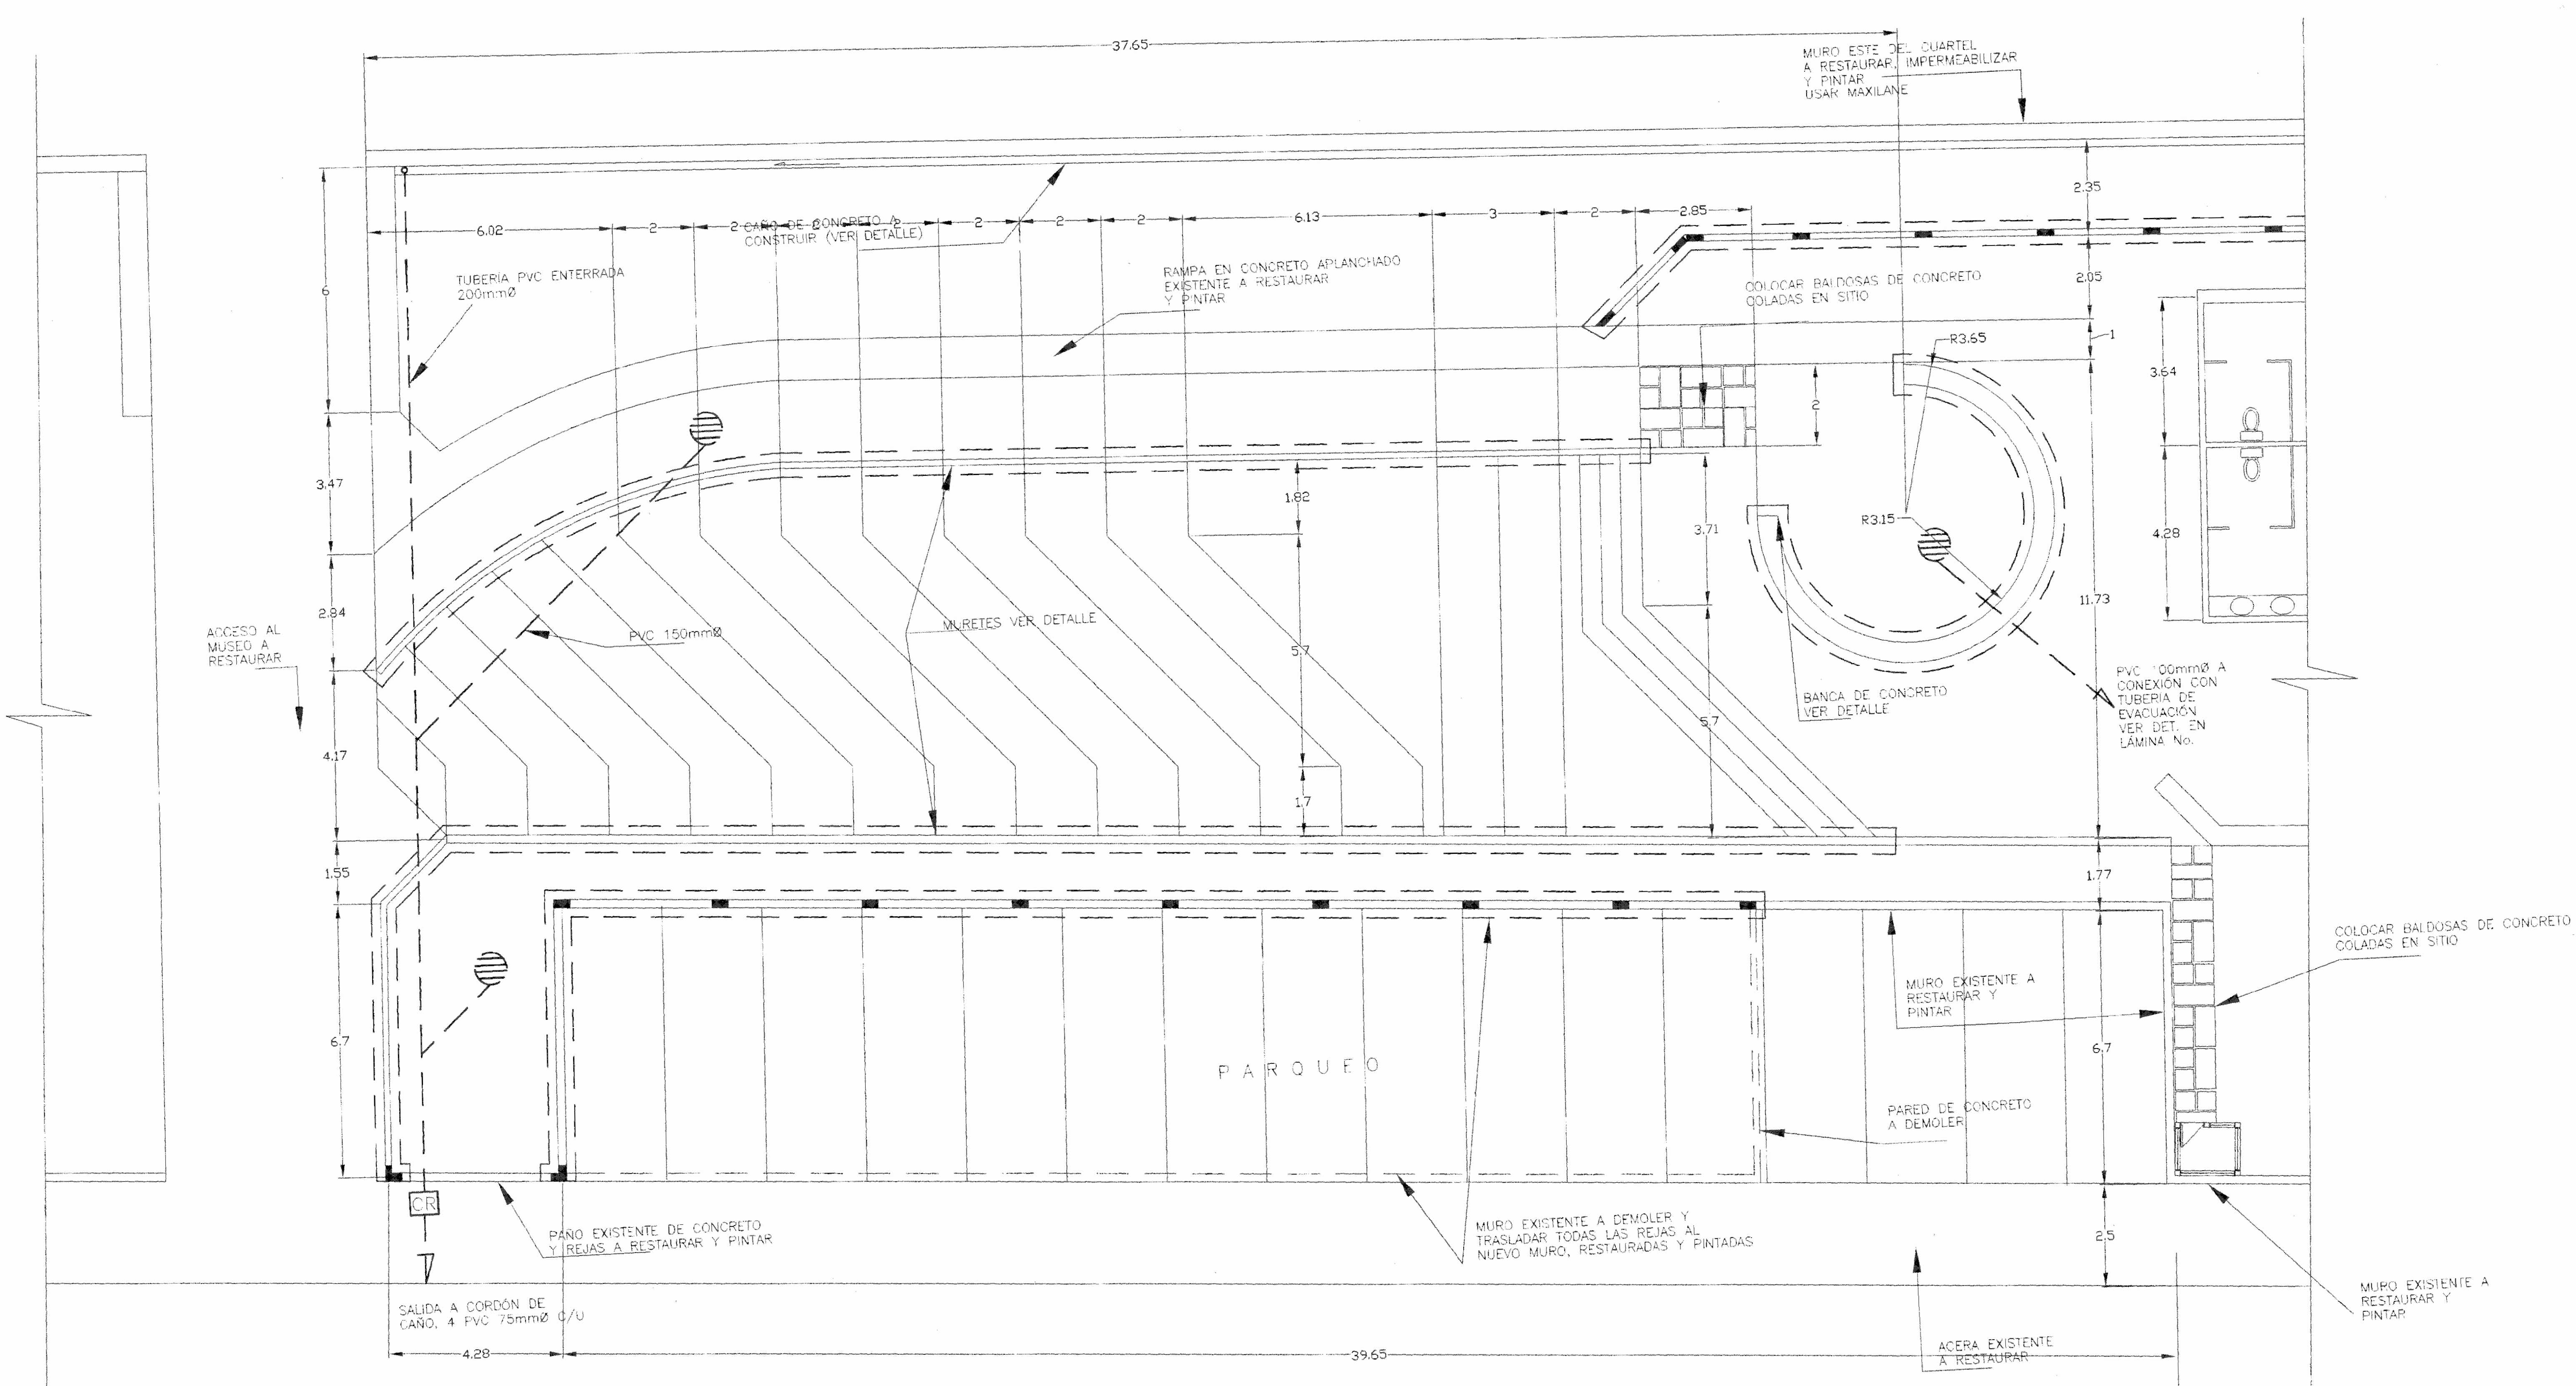 37.65
MURO ESTE DEL CUARTEL
A RESTAURAR, IMPERMEABILIZAR
Y PINTAR
USAR MAXILANE
2.35
6.02
2
2
2
2
2
2
2
6.13
3
2
2.85
CAÑO DE CONCRETO A
CONSTRUIR (VER DETALLE)
TUBERÍA PVC ENTERRADA
200mmØ
RAMPA EN CONCRETO APLANCHADO
EXISTENTE A RESTAURAR
Y PINTAR
COLOCAR BALDOSAS DE CONCRETO
COLADAS EN SITIO
2.05
6
1
R3.65
3.64
2
3.47
1.82
3.71
R3.15
4.28
2.84
11.73
ACCESO AL
MUSEO A
RESTAURAR
PVC 150mmØ
MURETES VER DETALLE
5.7
BANCA DE CONCRETO
VER DETALLE
5.7
PVC 100mmØ A
CONEXIÓN CON
TUBERIA DE
EVACUACIÓN
VER DET. EN
LÁMINA No.
4.17
1.7
1.55
1.77
COLOCAR BALDOSAS DE CONCRETO
COLADAS EN SITIO
MURO EXISTENTE A
RESTAURAR Y
PINTAR
6.7
6.7
PARQUEO
PARED DE CONCRETO
A DEMOLER
CR
PAÑO EXISTENTE DE CONCRETO
Y REJAS A RESTAURAR Y PINTAR
MURO EXISTENTE A DEMOLER Y
TRASLADAR TODAS LAS REJAS AL
NUEVO MURO, RESTAURADAS Y PINTADAS
2.5
MURO EXISTENTE A
RESTAURAR Y
PINTAR
SALIDA A CORDÓN DE
CAÑO, 4 PVC 75mmØ C/U
ACERA EXISTENTE
A RESTAURAR
4.28
39.65